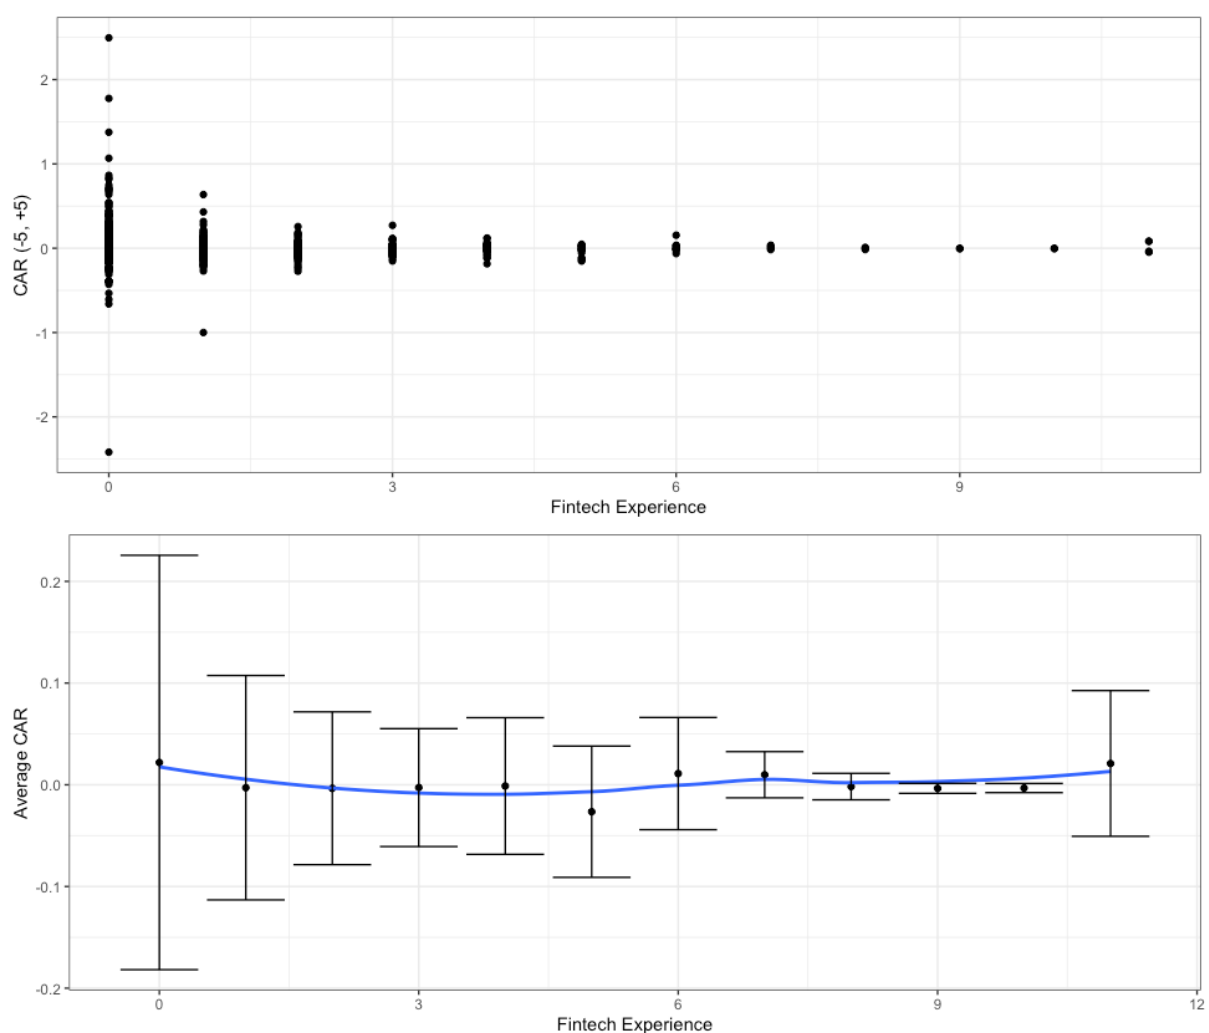 2
1
0
-1
-2
CAR (-5, +5)
0 3 6 9
Fintech Experience
0.2
0.1
0.0
-0.1
-0.2
Average CAR
0 3 6 9 12
Fintech Experience